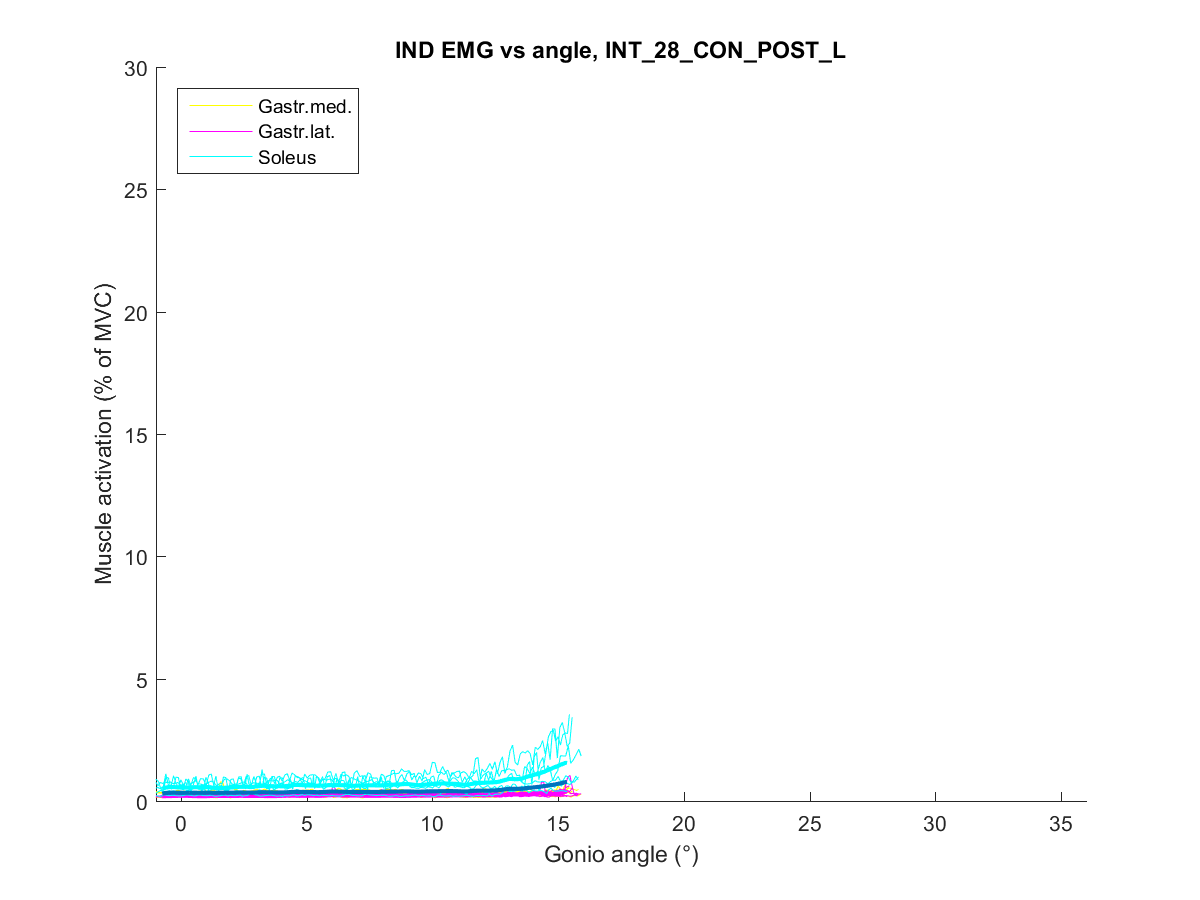 IND EMG vs angle, INT_28_CON_POST_L
30
25
20
15
10
5
0
Gastr.med.
Gastr.lat.
Soleus
Muscle activation (% of MVC)
0 5 10 15 20 25 30 35
Gonio angle (°)